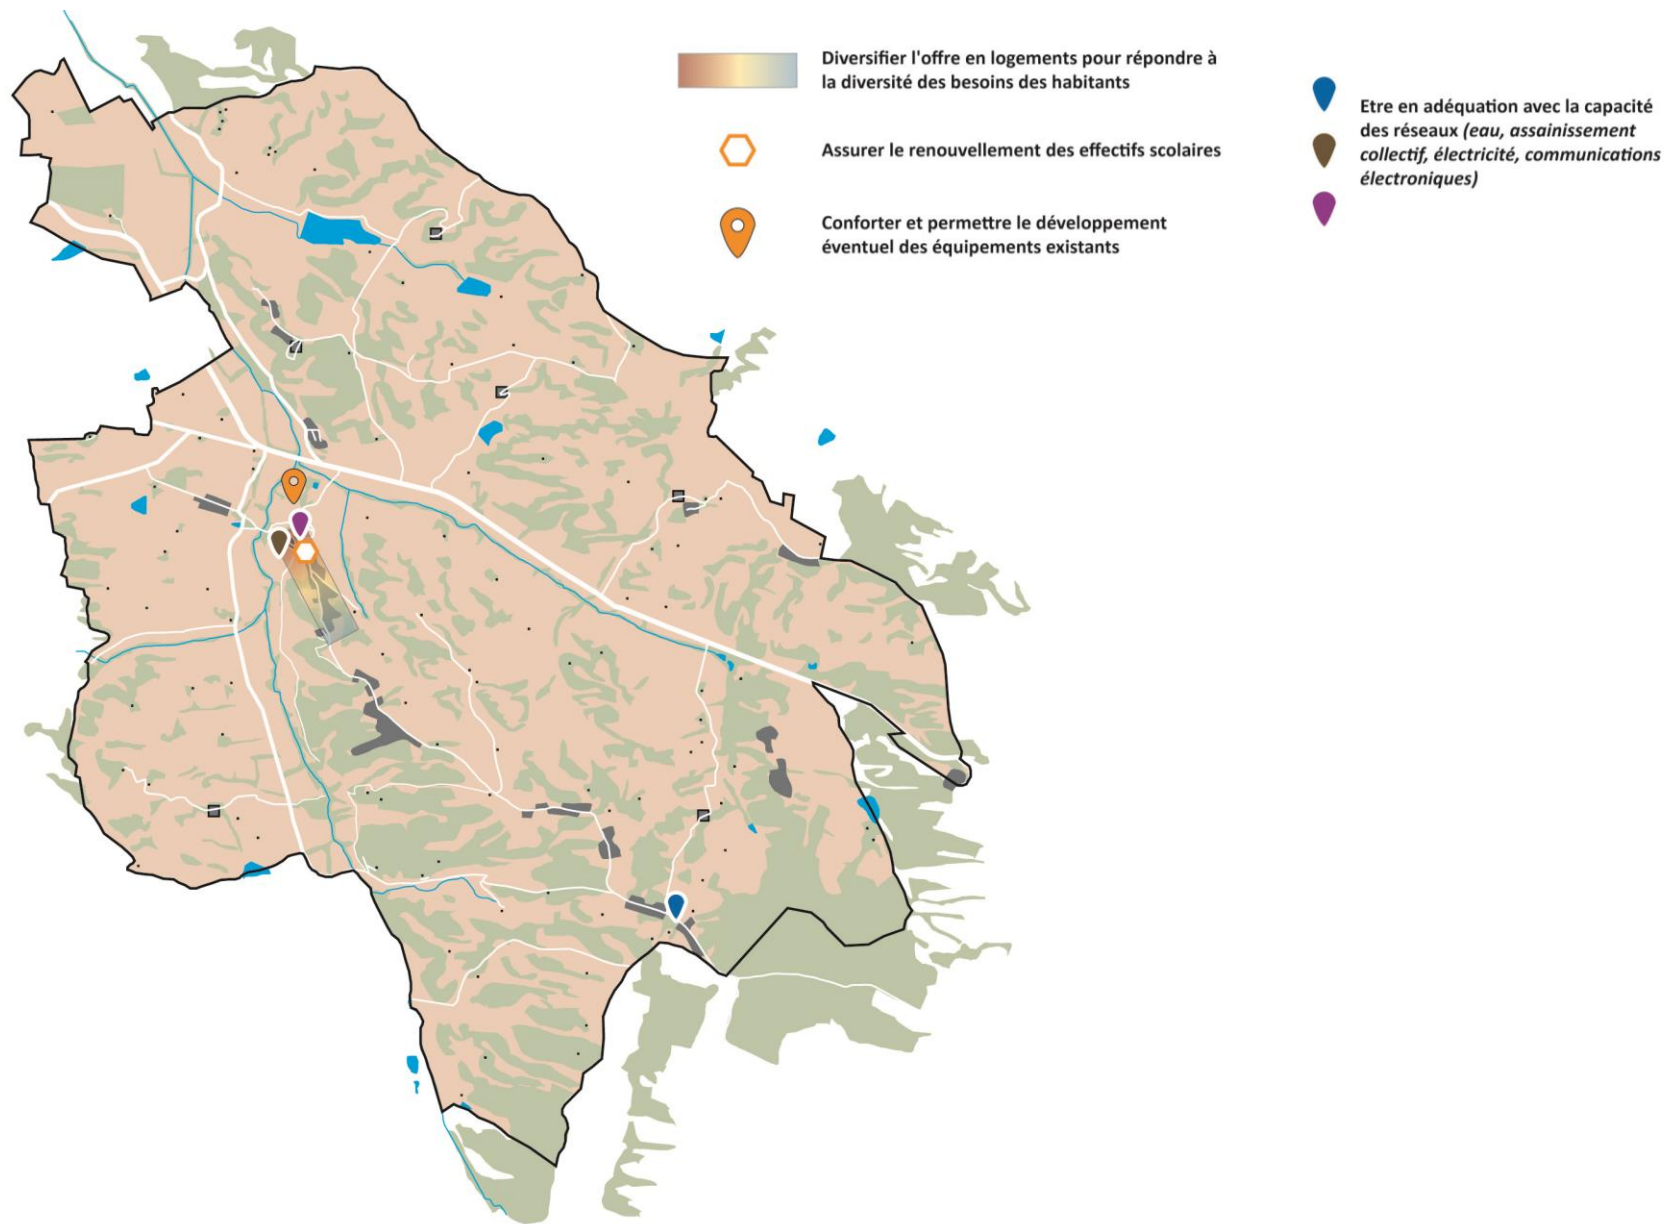 Diversifier l'offre en logements pour répondre à
la diversité des besoins des habitants
Assurer le renouvellement des effectifs scolaires
Conforter et permettre le développement
éventuel des équipements existants
Etre en adéquation avec la capacité
des réseaux (eau, assainissement
collectif, électricité, communications
électroniques)